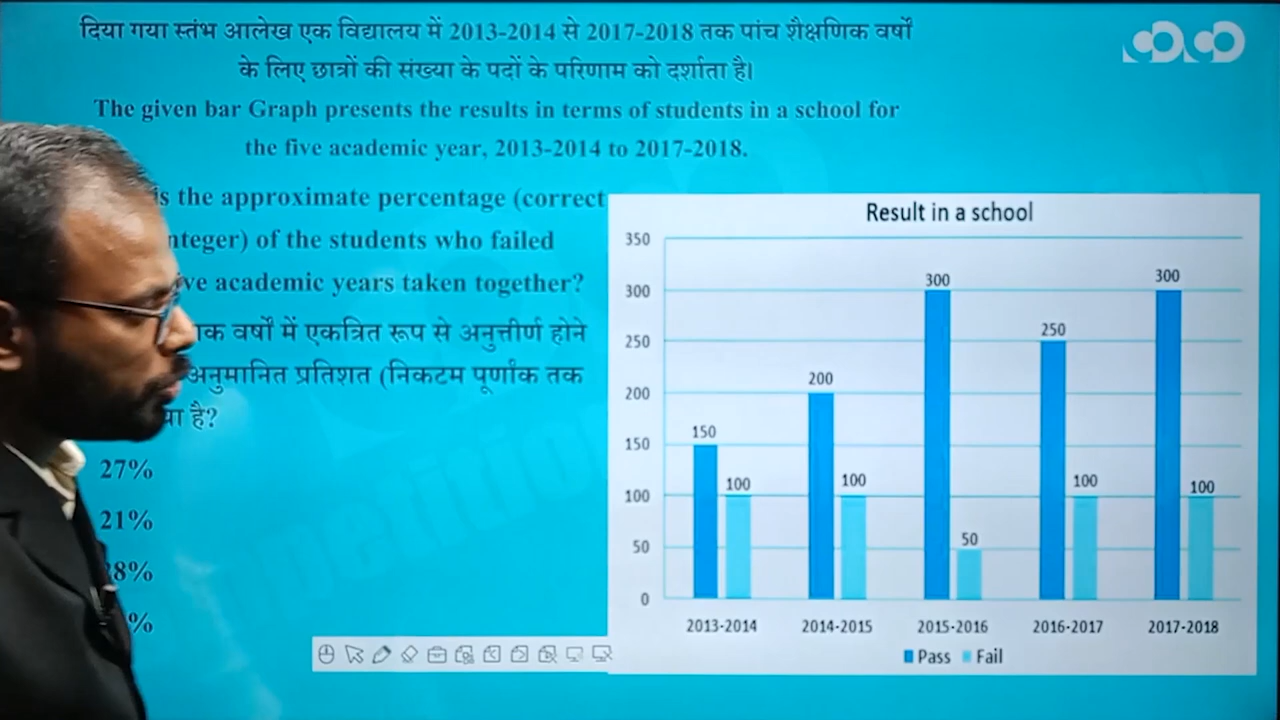 दिया गया स्तंभ आलेख एक विद्यालय में 2013-2014 से 2017-2018 तक पांच शैक्षणिक वर्षों
के लिए छात्रों की संख्या के पदों के परिणाम को दर्शाता है।
The given bar Graph presents the results in terms of students in a school for
the five academic year, 2013-2014 to 2017-2018.
is the approximate percentage (correct
of the students who failed
academic years taken together?
वर्षों में एकत्रित रूप से अनुत्तीर्ण होने
अनुमानित प्रतिशत (निकटम पूर्णांक तक
है?
27%
21%
8%
%
Result in a school
350
300
250
200
150
100
50
0
150
100
200
100
300
50
250
100
300
100
2013-2014
2014-2015
2015-2016
2016-2017
2017-2018
Pass
Fail